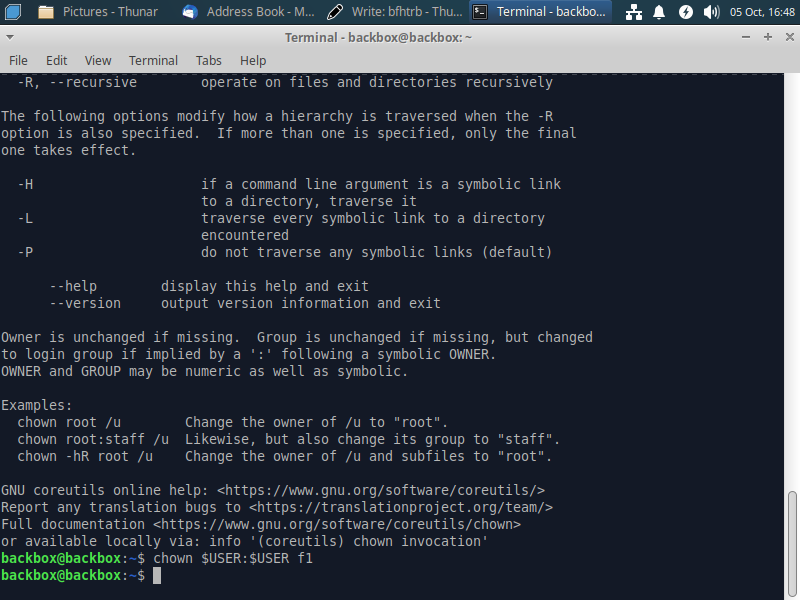 Pictures - Thunar
Address Book - M...
Write: bfhtrb - Thu...
Terminal - backbo...
05 Oct, 16:48
Terminal - backbox@backbox: ~
File Edit View Terminal Tabs Help
-R, --recursive        operate on files and directories recursively
The following options modify how a hierarchy is traversed when the -R
option is also specified.  If more than one is specified, only the final
one takes effect.
-H                     if a command line argument is a symbolic link
to a directory, traverse it
-L                     traverse every symbolic link to a directory
encountered
-P                     do not traverse any symbolic links (default)
--help        display this help and exit
--version     output version information and exit
Owner is unchanged if missing.  Group is unchanged if missing, but changed
to login group if implied by a ':' following a symbolic OWNER.
OWNER and GROUP may be numeric as well as symbolic.
Examples:
chown root /u        Change the owner of /u to "root".
chown root:staff /u  Likewise, but also change its group to "staff".
chown -hR root /u    Change the owner of /u and subfiles to "root".
GNU coreutils online help: <https://www.gnu.org/software/coreutils/>
Report any translation bugs to <https://translationproject.org/team/>
Full documentation <https://www.gnu.org/software/coreutils/chown>
or available locally via: info '(coreutils) chown invocation'
backbox@backbox:~$ chown $USER:$USER f1
backbox@backbox:~$